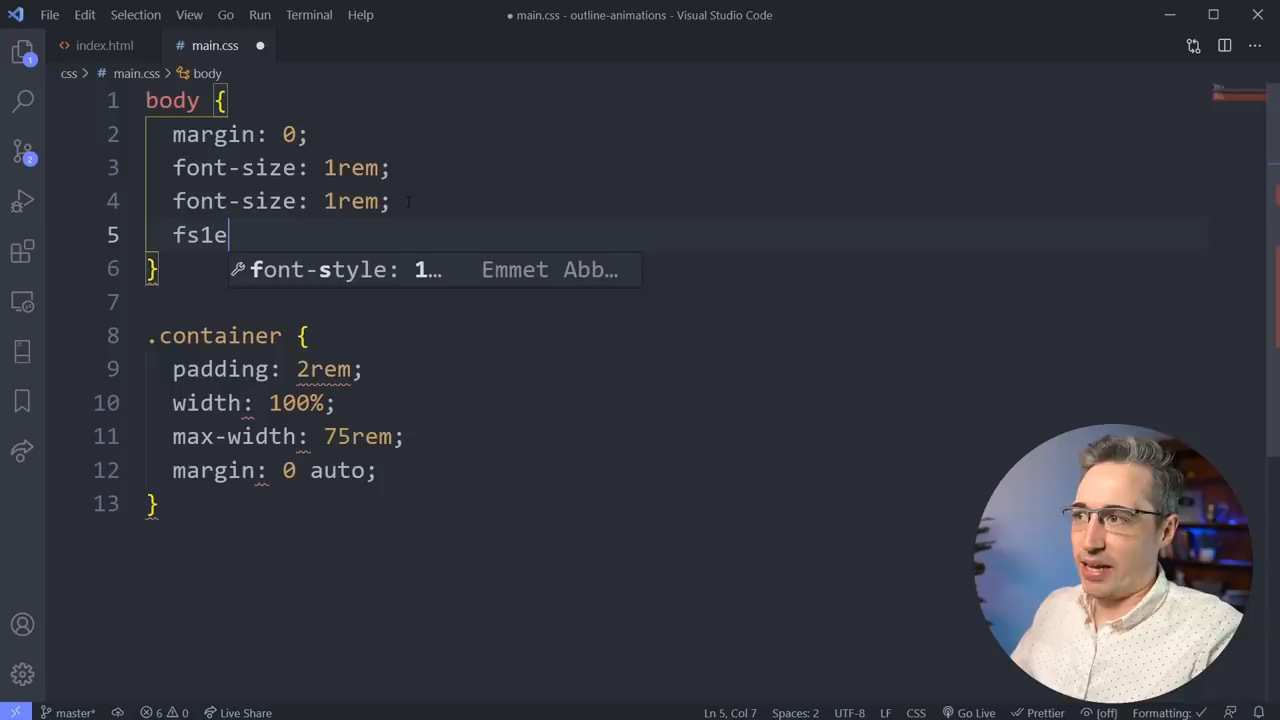 File Edit Selection View Go Run Terminal Help
● main.css - outline-animations - Visual Studio Code
<> index.html
# main.css ●
css > # main.css > body
1 body {
2 margin: 0;
3 font-size: 1rem;
4 font-size: 1rem;
5 fs1e
font-style: 1… Emmet Abb…
6 }
7
8 .container {
9 padding: 2rem;
10 width: 100%;
11 max-width: 75rem;
12 margin: 0 auto;
13 }
1
2
master* 6 0 Live Share Ln 5, Col 7 Spaces: 2 UTF-8 LF CSS Go Live Prettier [off] Formatting: ✓